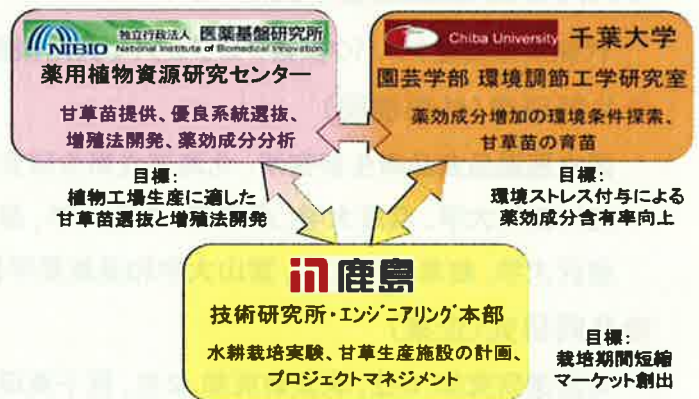 NIBIO 独立行政法人 医薬基盤研究所
National Institute of Biomedical Innovation
薬用植物資源研究センター
甘草苗提供、優良系統選抜、
増殖法開発、薬効成分分析
目標：
植物工場生産に適した
甘草苗選抜と増殖法開発
Chiba University 千葉大学
園芸学部 環境調節工学研究室
薬効成分増加の環境条件探索、
甘草苗の育苗
目標：
環境ストレス付与による
薬効成分含有率向上
鹿島
技術研究所・エンジニアリング本部
水耕栽培実験、甘草生産施設の計画、
プロジェクトマネジメント
目標：
栽培期間短縮
マーケット創出